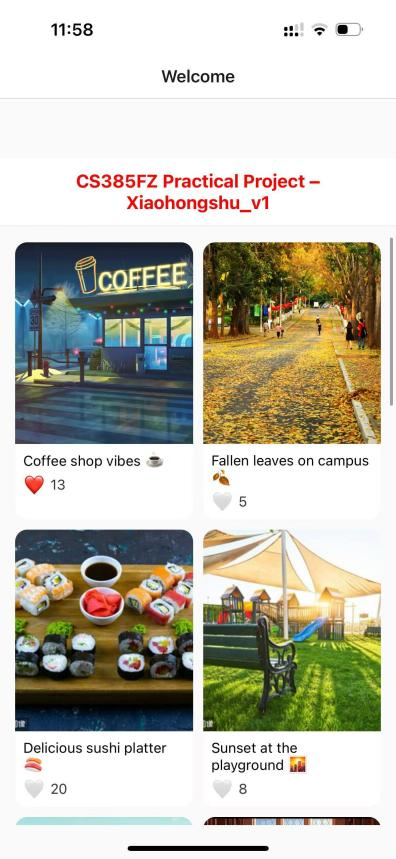 11:58
Welcome
CS385FZ Practical Project –
Xiaohongshu_v1
COFFEE
Coffee shop vibes ☕
❤️ 13
Fallen leaves on campus
🍂
🤍 5
Delicious sushi platter
🍣
🤍 20
Sunset at the
playground 🌇
🤍 8